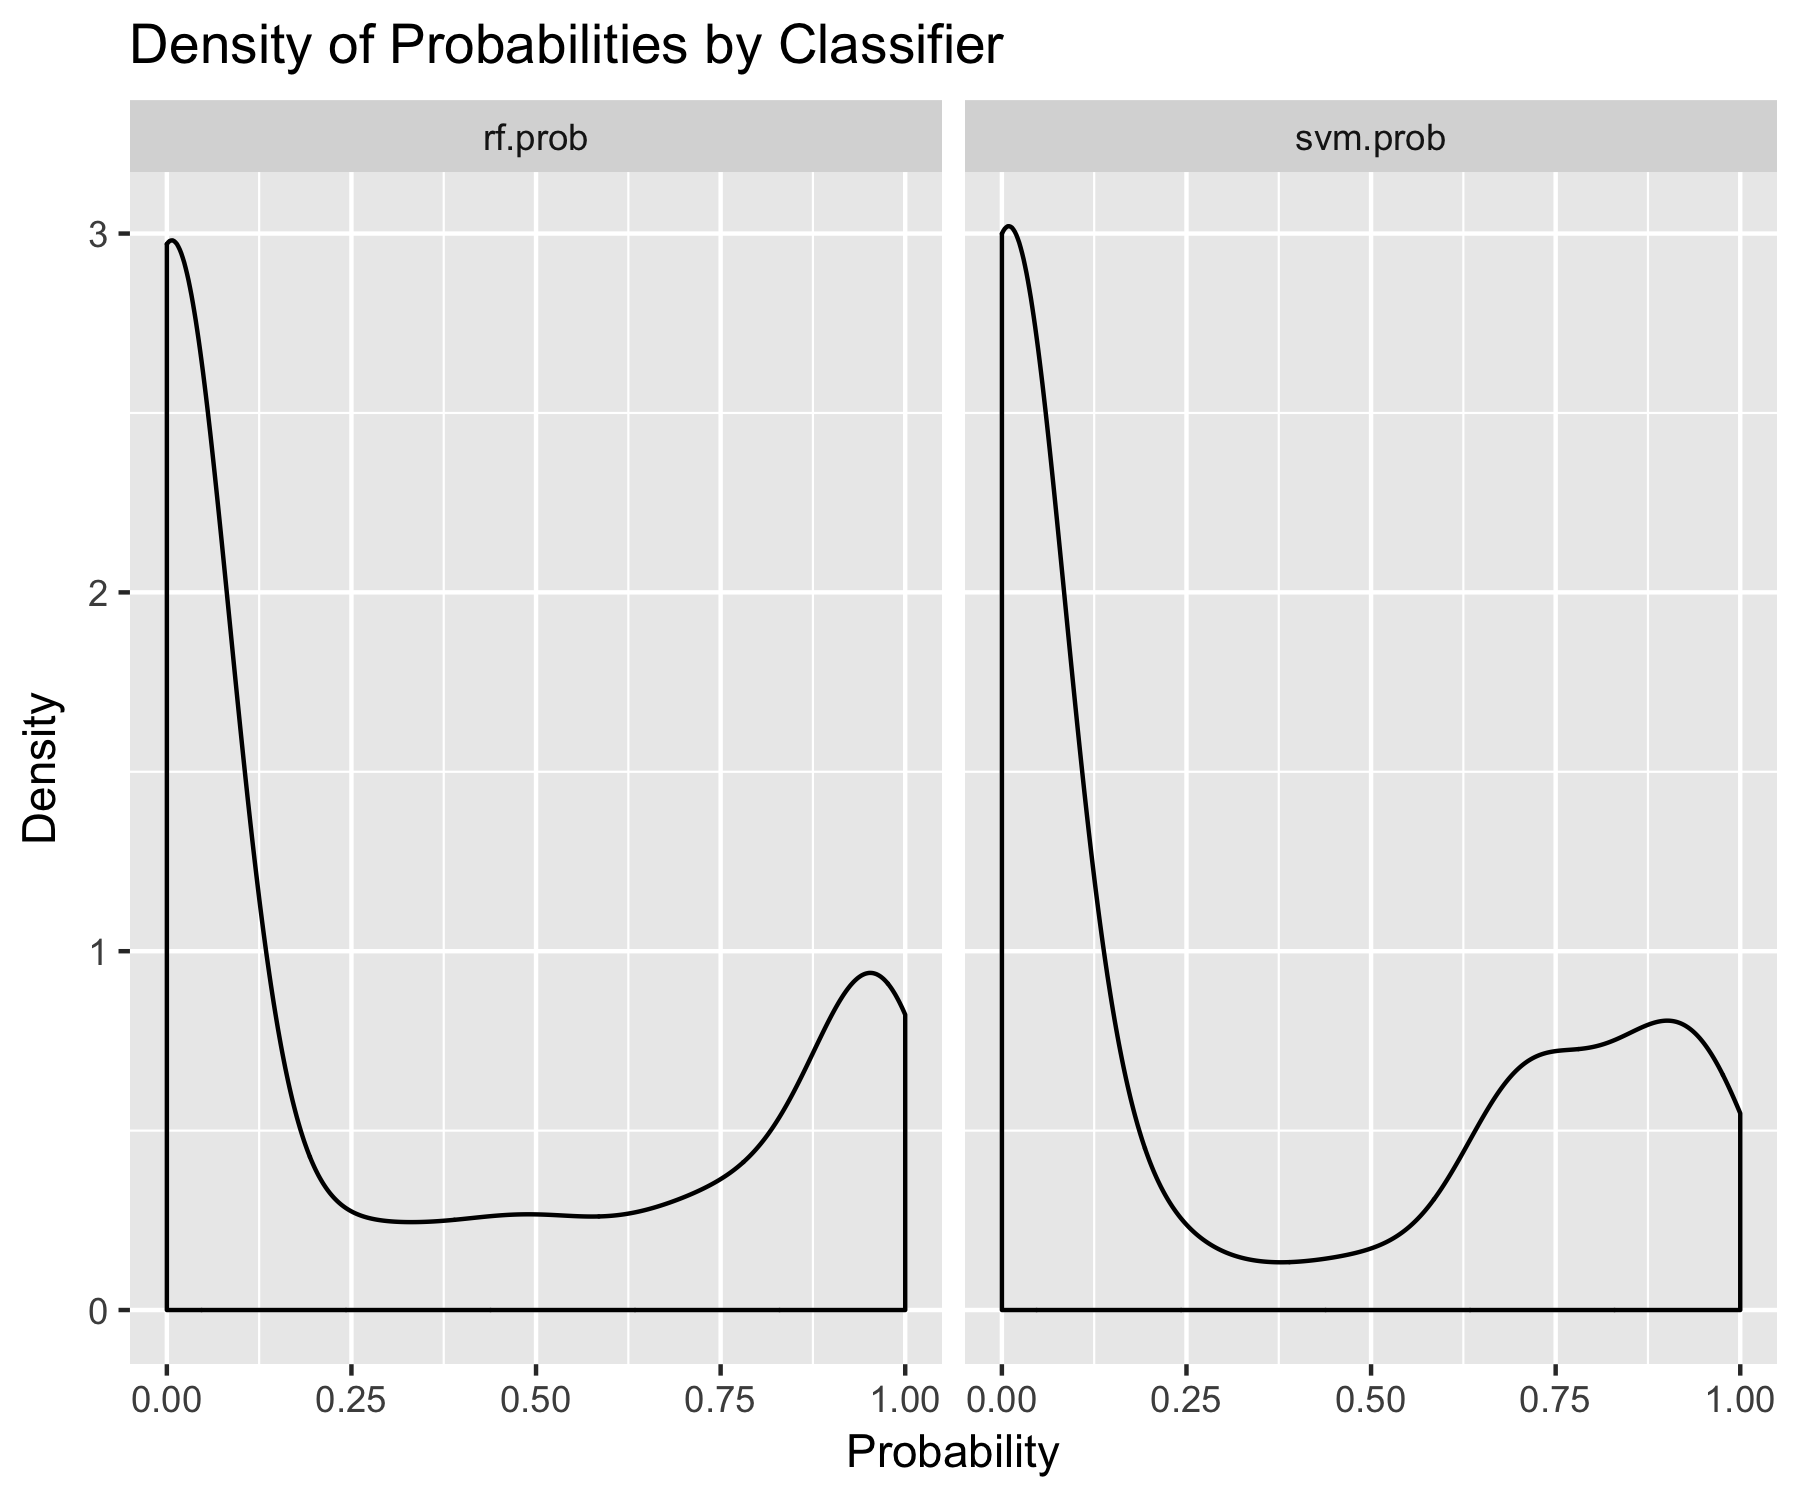 Density of Probabilities by Classifier
rf.prob
svm.prob
Density
3
2
1
0
0.00 0.25 0.50 0.75 1.00
0.00 0.25 0.50 0.75 1.00
Probability